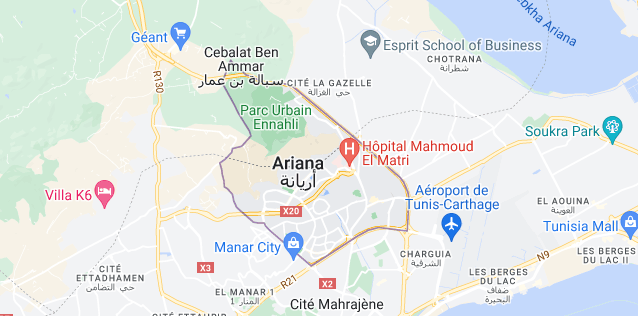 Sebkha Ariana
Géant
Esprit School of
Business
Cebalat Ben
Ammar
سبالة بن عمار
CHOTRANA
شطرانة
CITÉ LA GAZELLE
حي الغزالة
R130
Parc Urbain
Ennahli
Soukra Park
Hôpital Mahmoud
El Matri
Ariana
أريانة
Villa K6
Aéroport de
Tunis-Carthage
EL AOUINA
العوينة
X20
Tunisia Mall
Manar City
CHARGUIA
الشرقية
N9
LES BERGES
DU LAC II
CITÉ
ETTADHAMEN
حي التضامن
X3
R21
X2
LES BERGES
DU LAC
ضفاف
البحيرة
EL MANAR 1
المنار 1
Cité Mahrajène
CITÉ ETTAHRIR